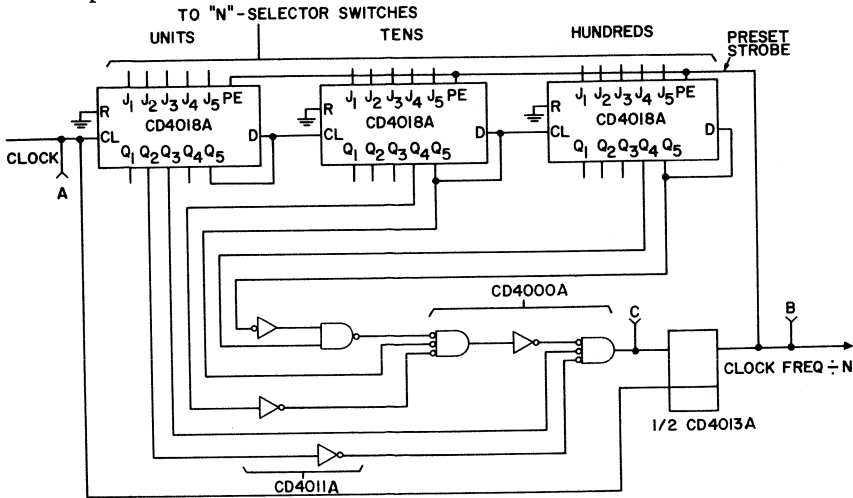 TO "N"-SELECTOR SWITCHES
UNITS TENS HUNDREDS
PRESET
STROBE
J1 J2 J3 J4 J5 PE
J1 J2 J3 J4 J5 PE
J1 J2 J3 J4 J5 PE
R CD4018A
R CD4018A
R CD4018A
CL D
CL D
CL D
Q1 Q2 Q3 Q4 Q5
Q1 Q2 Q3 Q4 Q5
Q1 Q2 Q3 Q4 Q5
CLOCK
A
CD4000A
C
B
CLOCK FREQ ÷ N
1/2 CD4013A
CD4011A